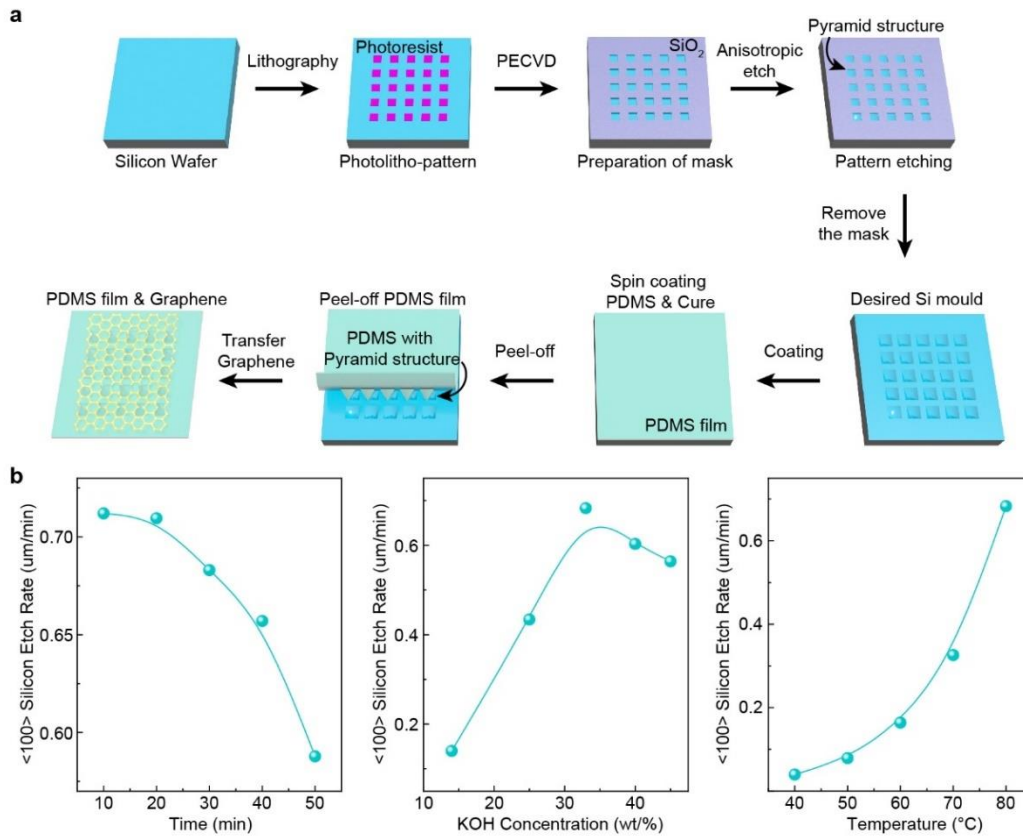 a
Photoresist
SiO2
Pyramid structure
Lithography
PECVD
Anisotropic
etch
Silicon Wafer
Photolitho-pattern
Preparation of mask
Pattern etching
Remove
the mask
PDMS film & Graphene
Peel-off PDMS film
Spin coating
PDMS & Cure
Desired Si mould
Transfer
Graphene
PDMS with
Pyramid structure
Peel-off
Coating
PDMS film
b
<100> Silicon Etch Rate (um/min)
0.70
0.65
0.60
10 20 30 40 50
Time (min)
<100> Silicon Etch Rate (um/min)
0.6
0.4
0.2
10 20 30 40
KOH Concentration (wt/%)
<100> Silicon Etch Rate (um/min)
0.6
0.4
0.2
40 50 60 70 80
Temperature (°C)